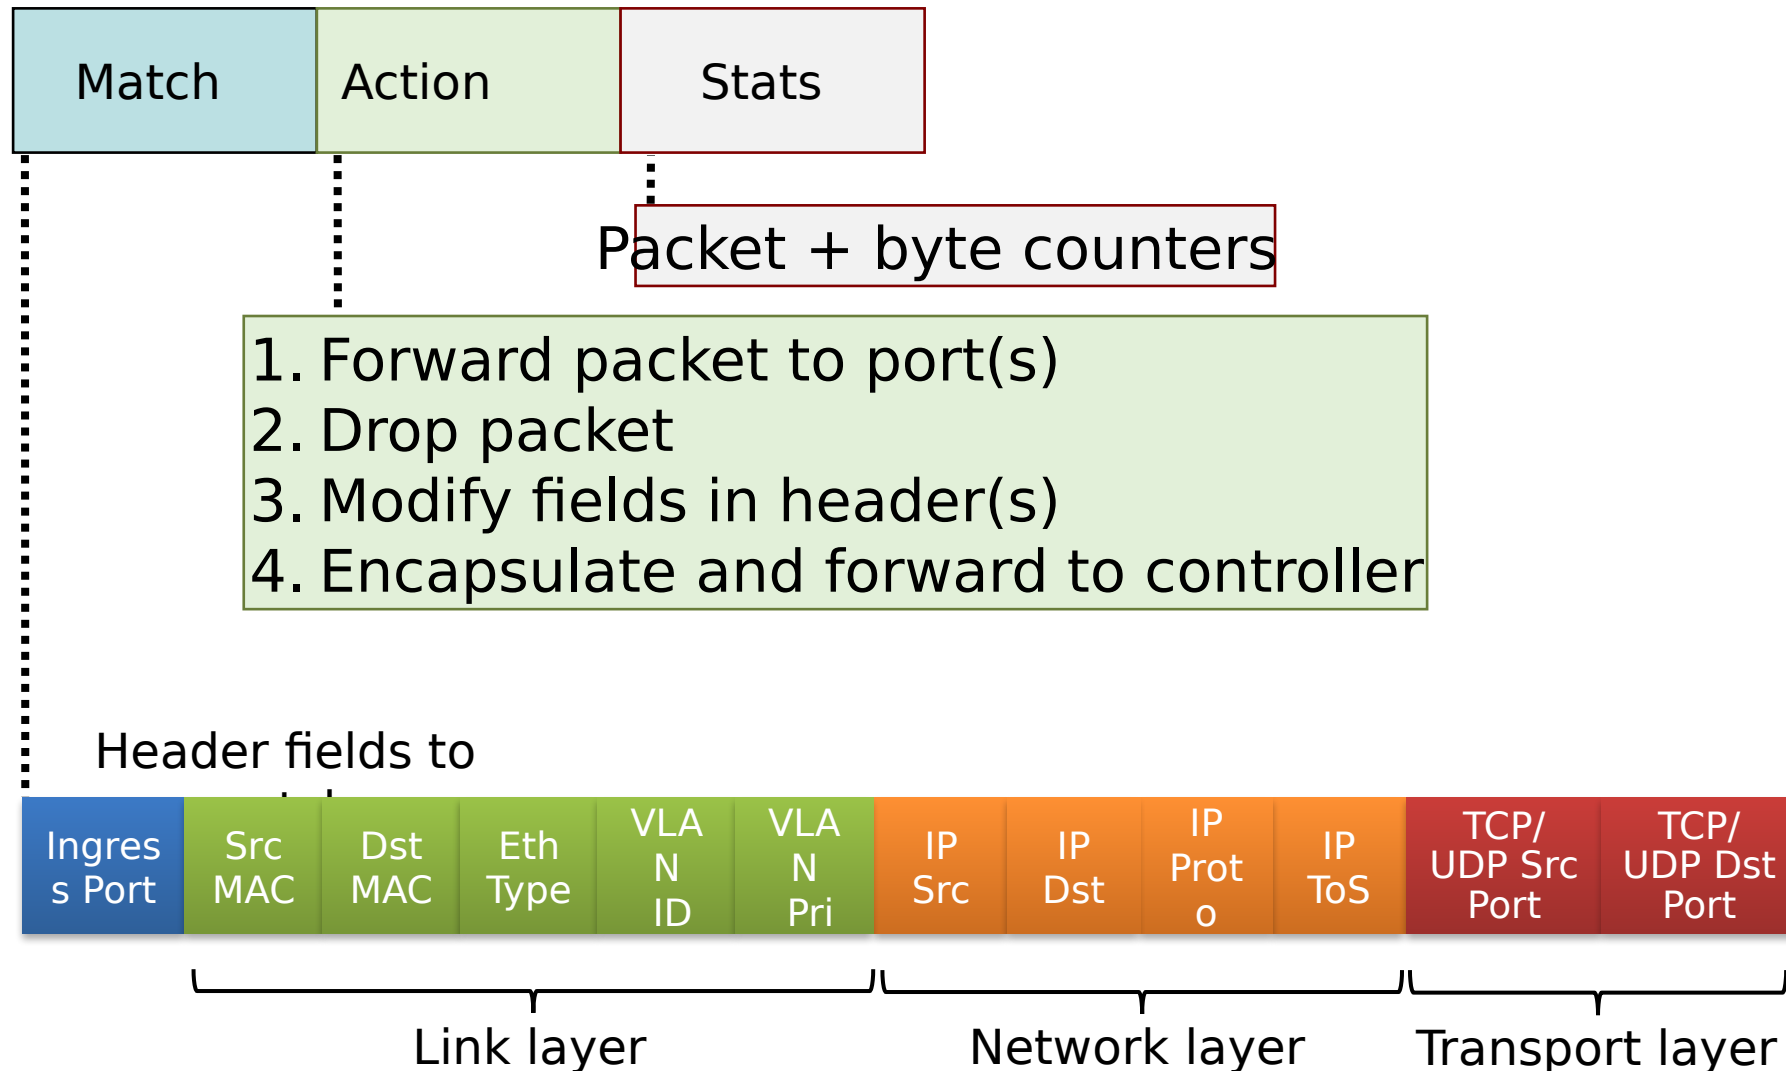 Match
Action
Stats
Packet + byte counters
1. Forward packet to port(s)
2. Drop packet
3. Modify fields in header(s)
4. Encapsulate and forward to controller
Header fields to
Ingres
s Port
Src
MAC
Dst
MAC
Eth
Type
VLA
N
ID
VLA
N
Pri
IP
Src
IP
Dst
IP
Prot
o
IP
ToS
TCP/
UDP Src
Port
TCP/
UDP Dst
Port
Link layer
Network layer
Transport layer